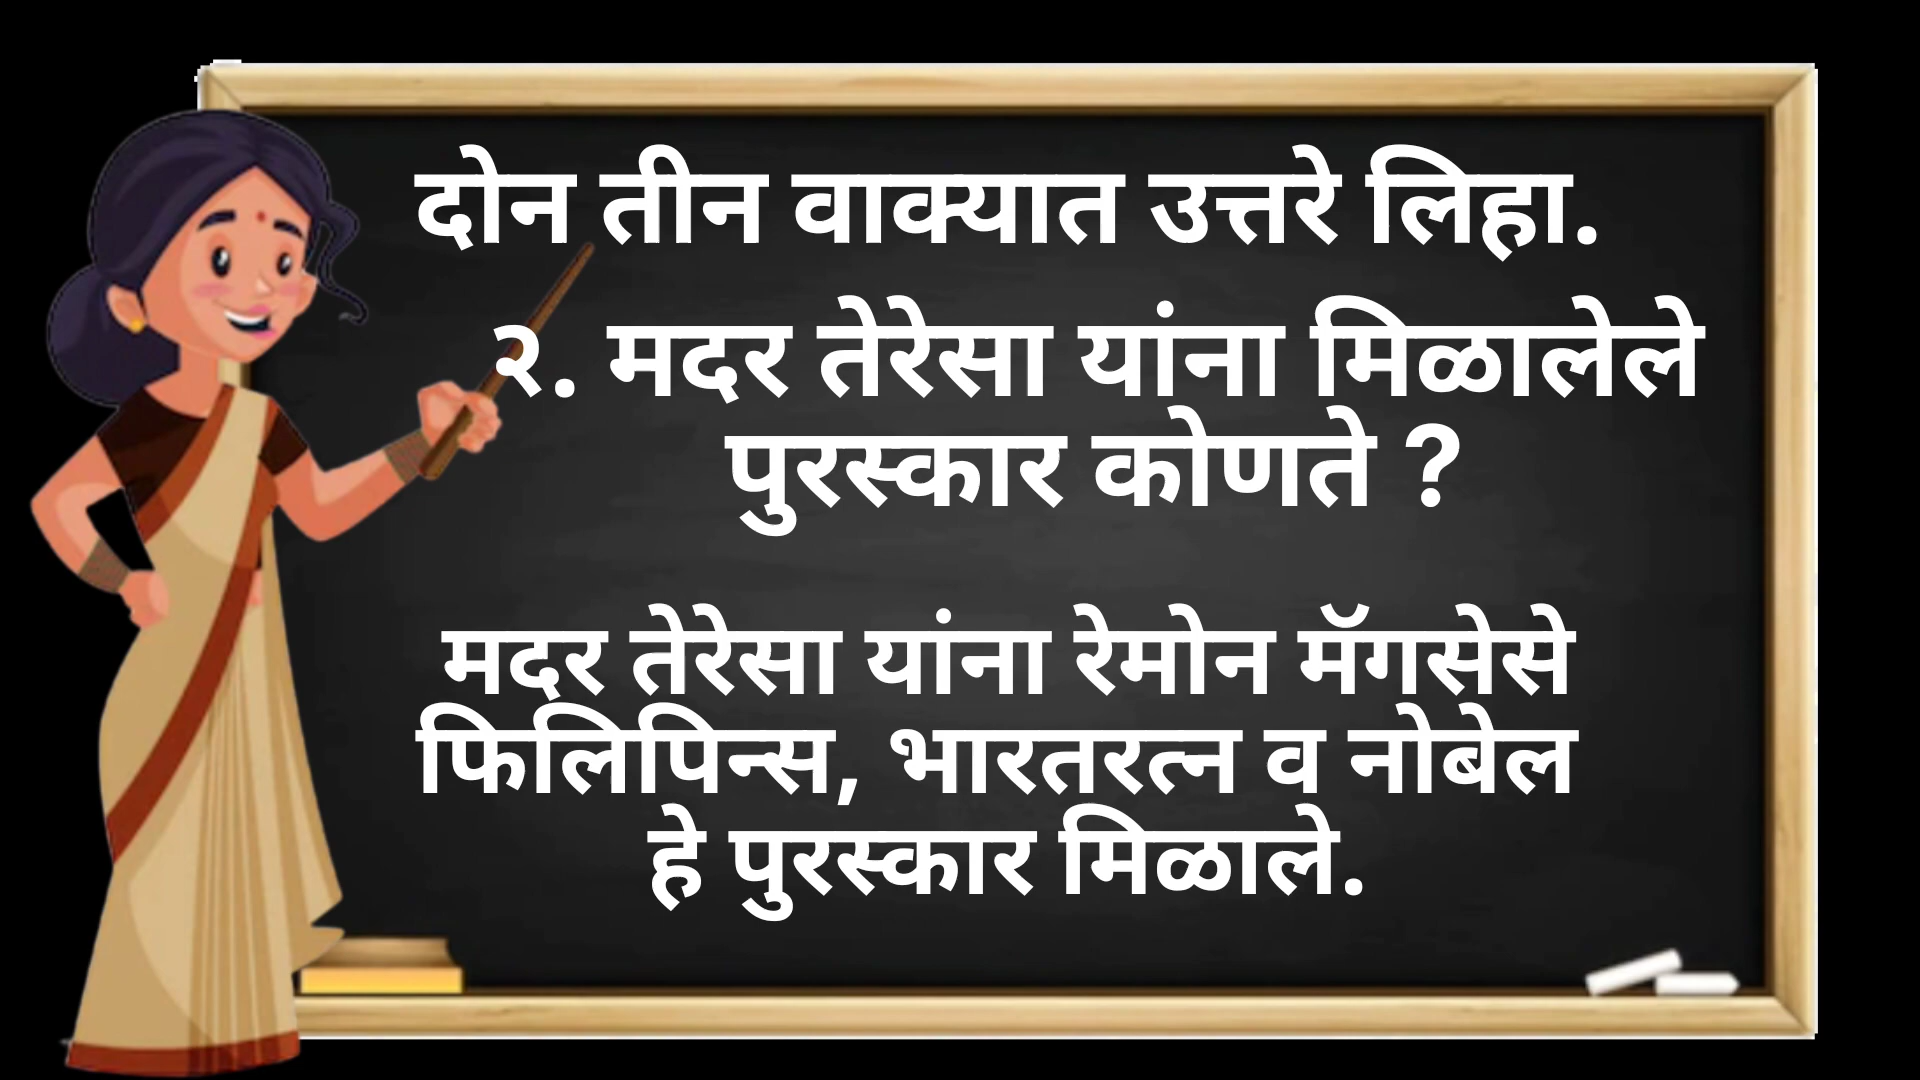 दोन तीन वाक्यात उत्तरे लिहा.
२. मदर तेरेसा यांना मिळालेले
पुरस्कार कोणते ?
मदर तेरेसा यांना रेमोन मॅगसेसे
फिलिपिन्स, भारतरत्न व नोबेल
हे पुरस्कार मिळाले.